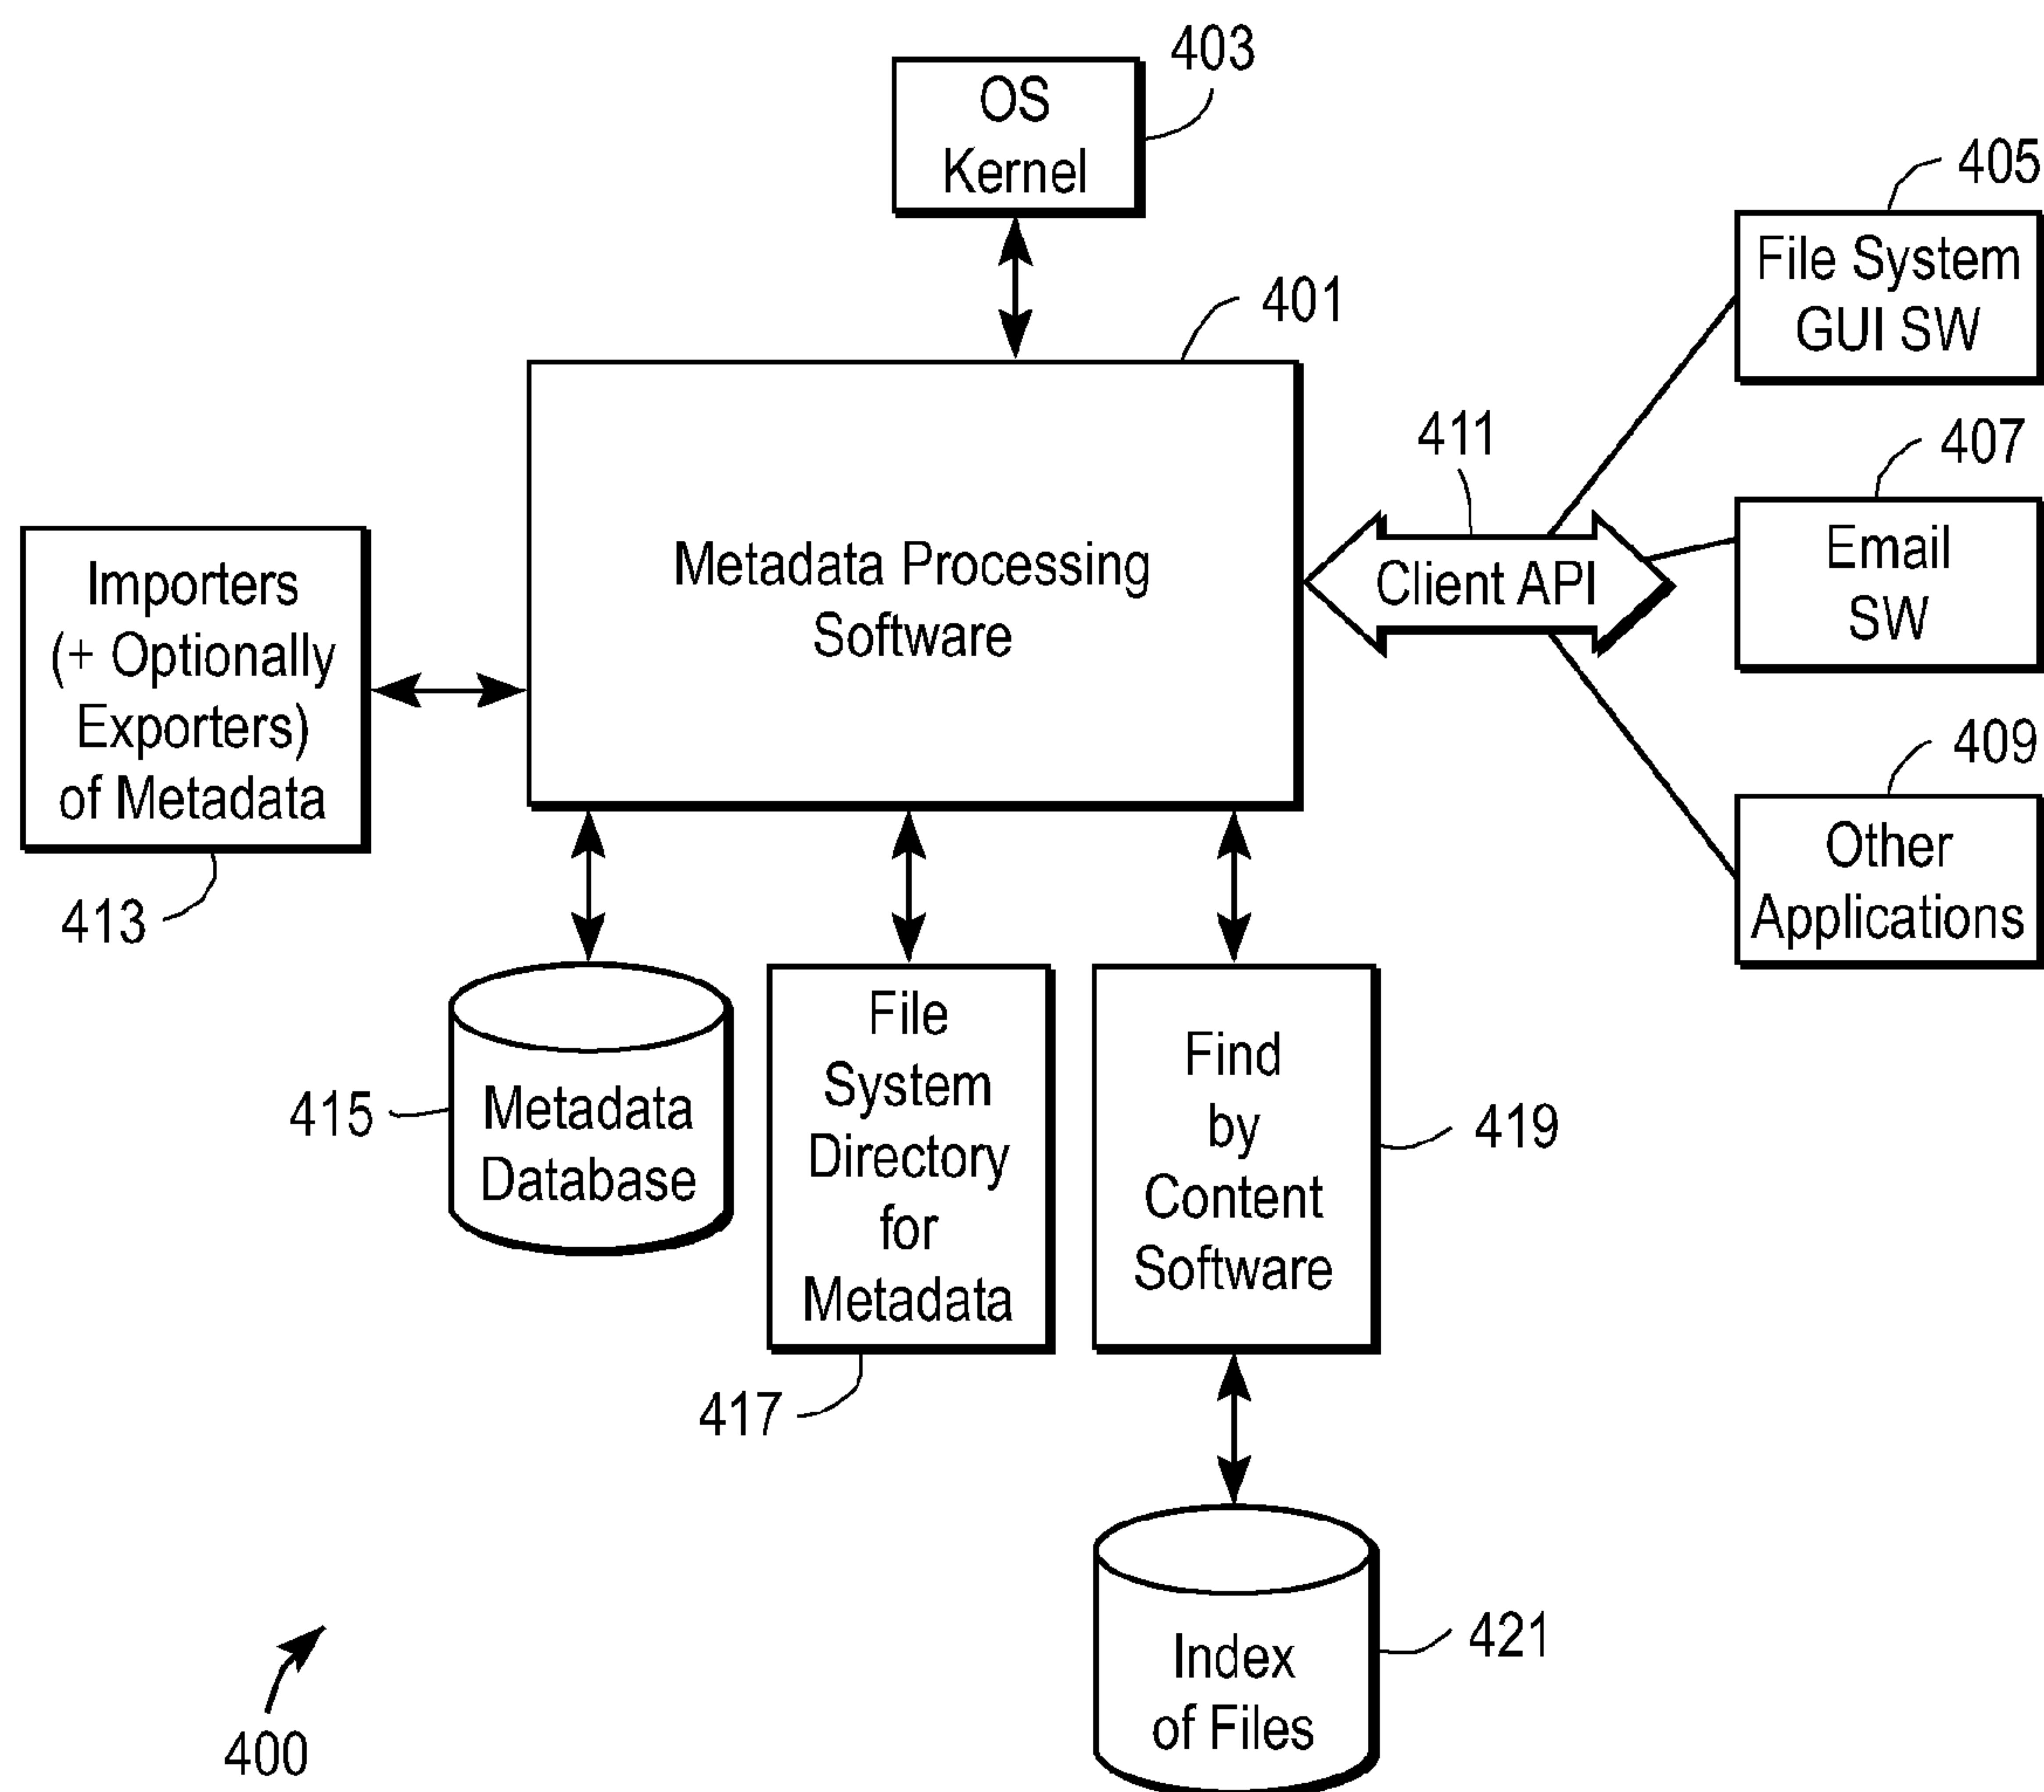 403
OS
Kernel
405
File System
GUI SW
401
411
407
Email
SW
Client API
Metadata Processing
Software
Importers
(+ Optionally
Exporters)
of Metadata
413
409
Other
Applications
415
Metadata
Database
File
System
Directory
for
Metadata
417
Find
by
Content
Software
419
Index
of Files
421
400